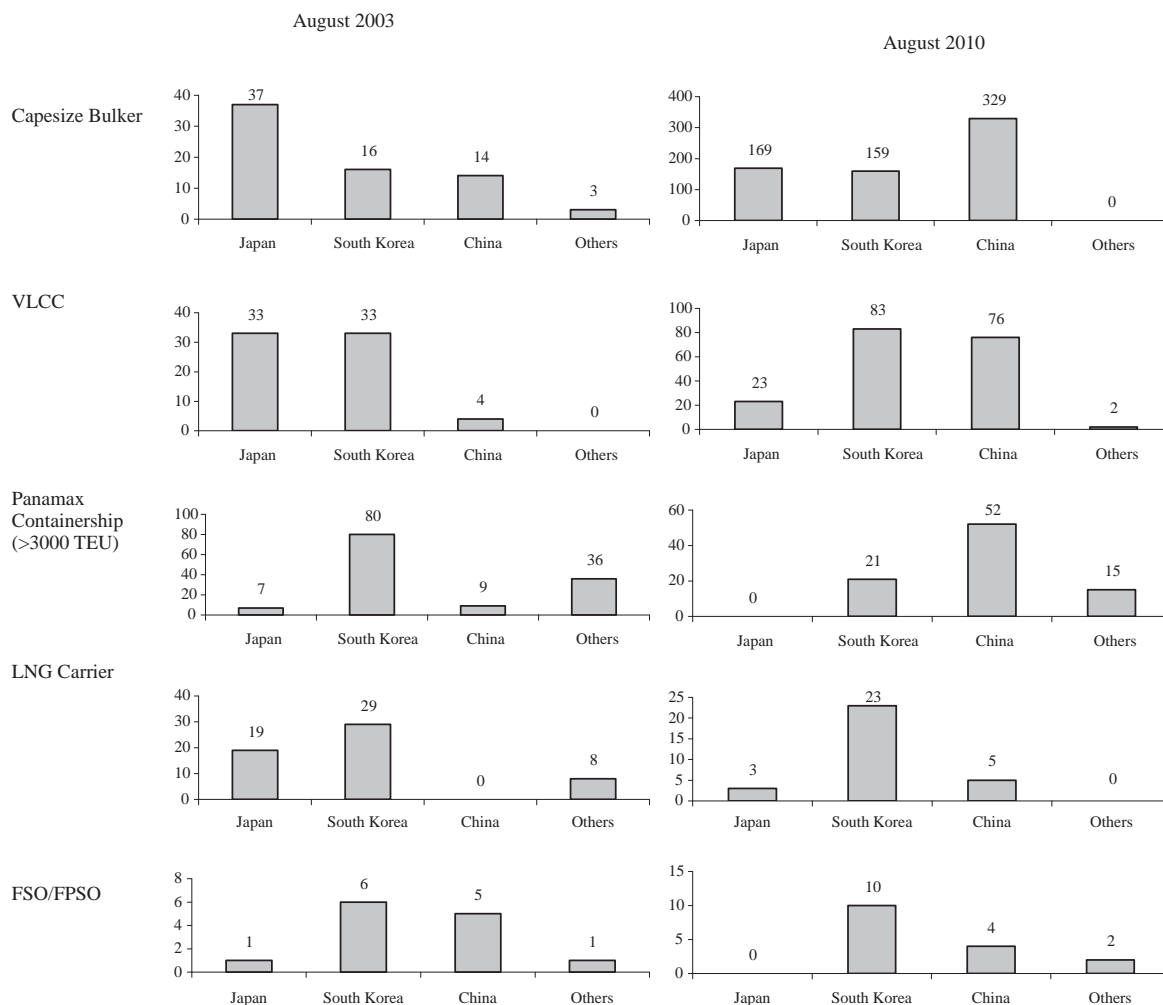 August 2003
August 2010
Capesize Bulker
40
30
20
10
0
37
16
14
3
Japan
South Korea
China
Others
400
300
200
100
0
169
159
329
0
Japan
South Korea
China
Others
VLCC
40
30
20
10
0
33
33
4
0
Japan
South Korea
China
Others
100
80
60
40
20
0
23
83
76
2
Japan
South Korea
China
Others
Panamax
Containership
(>3000 TEU)
100
80
60
40
20
0
7
80
9
36
Japan
South Korea
China
Others
60
40
20
0
0
21
52
15
Japan
South Korea
China
Others
LNG Carrier
40
30
20
10
0
19
29
0
8
Japan
South Korea
China
Others
25
20
15
10
5
0
3
23
5
0
Japan
South Korea
China
Others
FSO/FPSO
8
6
4
2
0
1
6
5
1
Japan
South Korea
China
Others
15
10
5
0
0
10
4
2
Japan
South Korea
China
Others